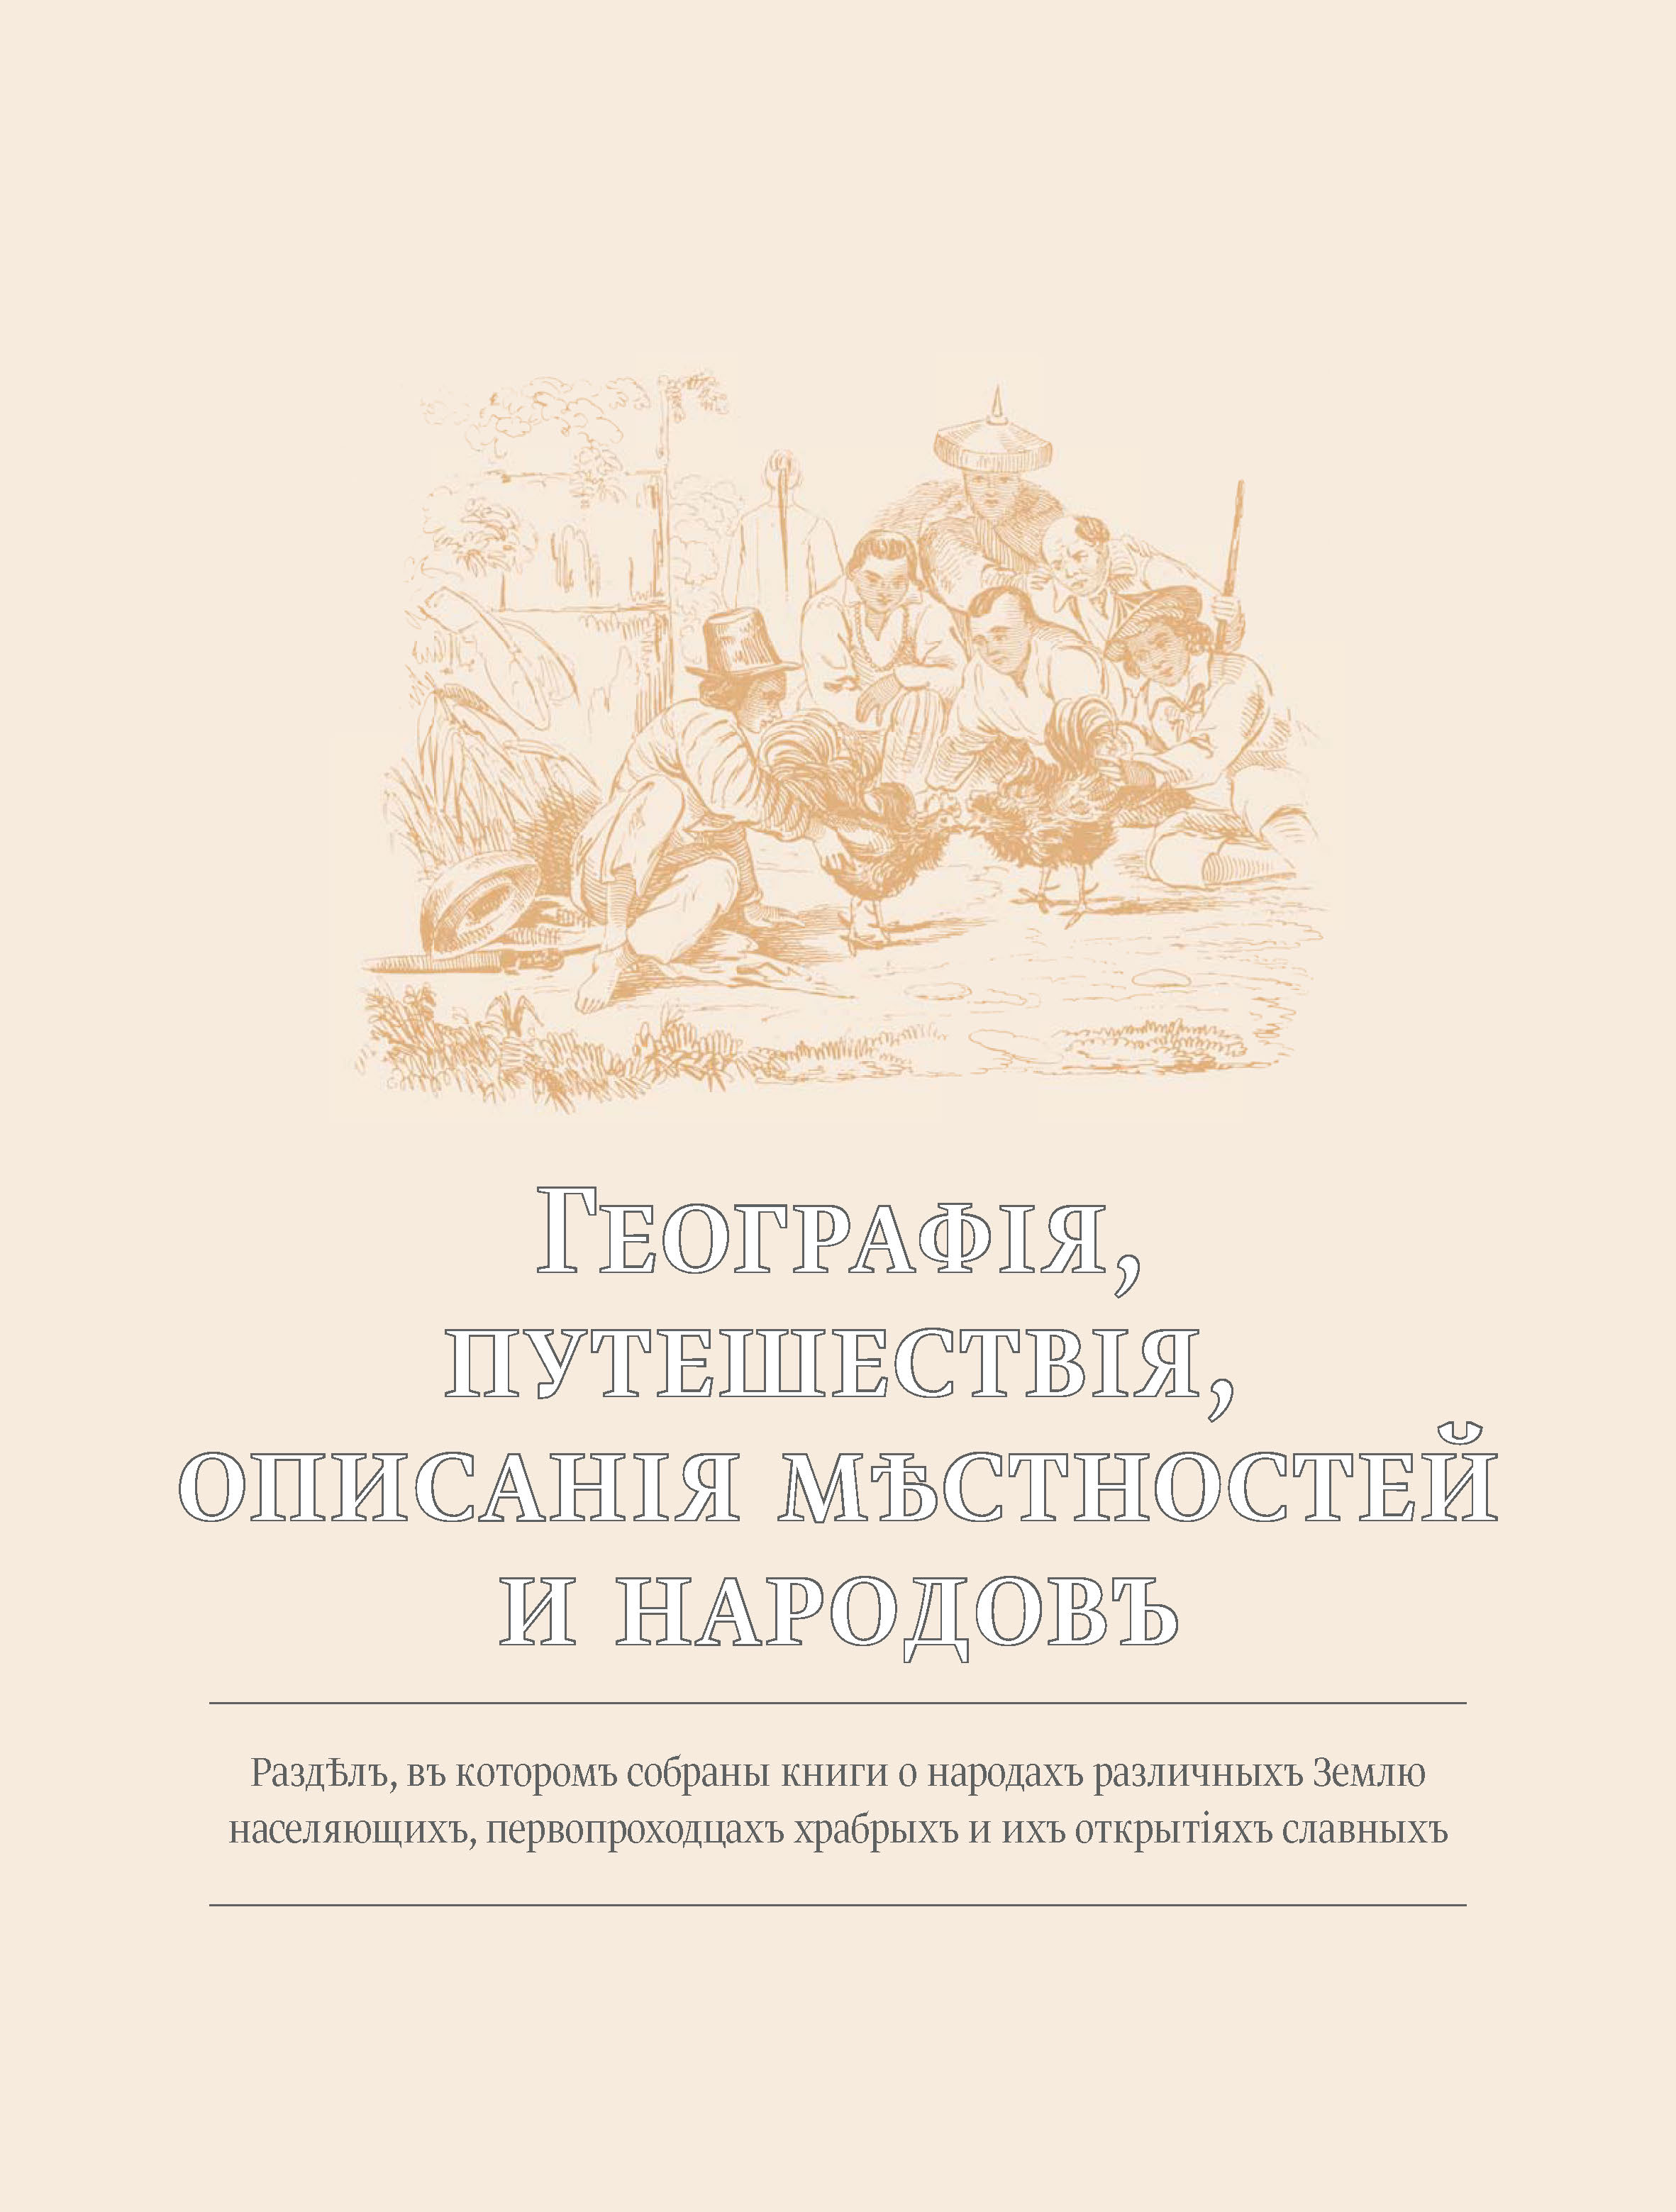 Географія,
путешествія,
описанія мѣстностей
и народовъ
Раздѣлъ, въ которомъ собраны книги о народахъ различныхъ Землю
населяющихъ, первопроходцахъ храбрыхъ и ихъ открытіяхъ славныхъ